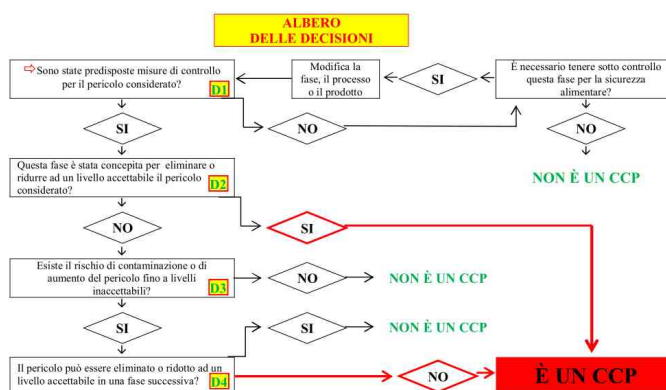 ALBERO
DELLE DECISIONI
⇨Sono state predisposte misure di controllo
per il pericolo considerato?
D1
Modifica la
fase, il processo
o il prodotto
SI
È necessario tenere sotto controllo
questa fase per la sicurezza
alimentare?
SI
NO
NO
Questa fase è stata concepita per eliminare o
ridurre ad un livello accettabile il pericolo
considerato?
D2
NON È UN CCP
NO
SI
Esiste il rischio di contaminazione o di
aumento del pericolo fino a livelli
inaccettabili?
D3
NO
NON È UN CCP
SI
SI
NON È UN CCP
Il pericolo può essere eliminato o ridotto ad un
livello accettabile in una fase successiva?
D4
NO
È UN CCP